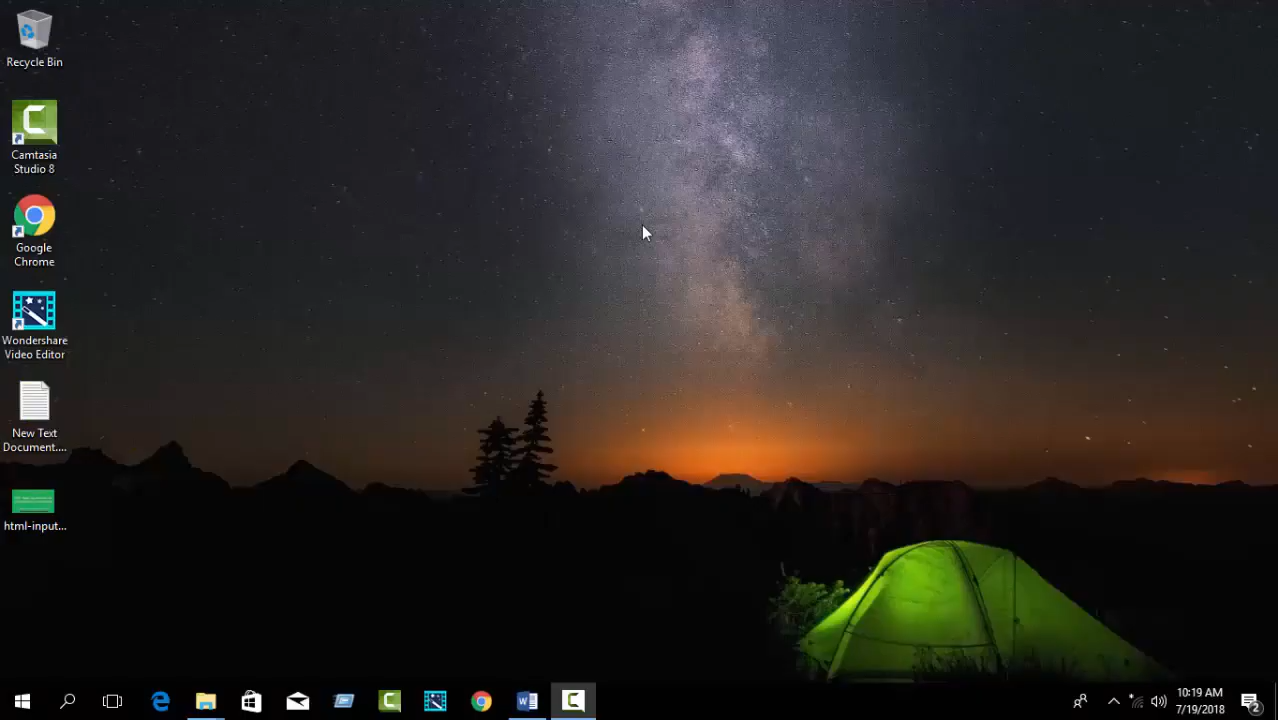 Recycle Bin
Camtasia
Studio 8
Google
Chrome
Wondershare
Video Editor
New Text
Document....
html-input...
10:19 AM
7/19/2018
2